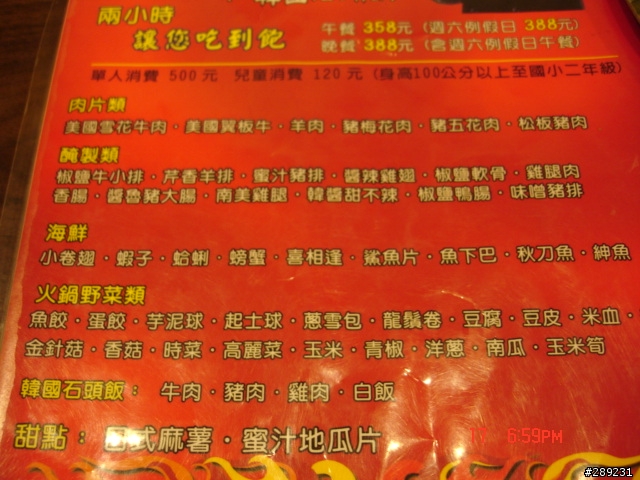 兩小時
讓您吃到飽
午餐 358元 (週六例假日 388元)
晚餐 388元 (含週六例假日午餐)
單人消費 500 元 兒童消費 120 元 (身高100公分以上至國小二年級)
肉片類
美國雪花牛肉・美國翼板牛・羊肉・豬梅花肉・豬五花肉・松板豬肉
醃製類
椒鹽牛小排・芹香羊排・蜜汁豬排・醬辣雞翅・椒鹽軟骨・雞腿肉
香腸・醬滷豬大腸・南美雞腿・韓醬甜不辣・椒鹽鴨腸・味噌豬排
海鮮
小卷翅・蝦子・蛤蜊・螃蟹・喜相逢・鯊魚片・魚下巴・秋刀魚・紳魚
火鍋野菜類
魚餃・蛋餃・芋泥球・起士球・蔥雪包・龍鬚卷・豆腐・豆皮・米血・
金針菇・香菇・時菜・高麗菜・玉米・青椒・洋蔥・南瓜・玉米筍
韓國石頭飯： 牛肉・豬肉・雞肉・白飯
甜點： 日式麻薯・蜜汁地瓜片
6:59PM
#289231